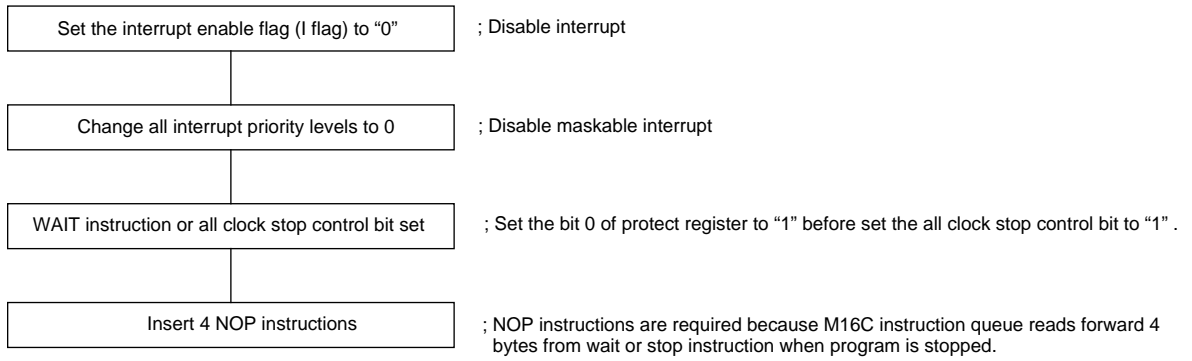 Set the interrupt enable flag (I flag) to “0”
; Disable interrupt
Change all interrupt priority levels to 0
; Disable maskable interrupt
WAIT instruction or all clock stop control bit set
; Set the bit 0 of protect register to “1” before set the all clock stop control bit to “1” .
Insert 4 NOP instructions
; NOP instructions are required because M16C instruction queue reads forward 4
bytes from wait or stop instruction when program is stopped.